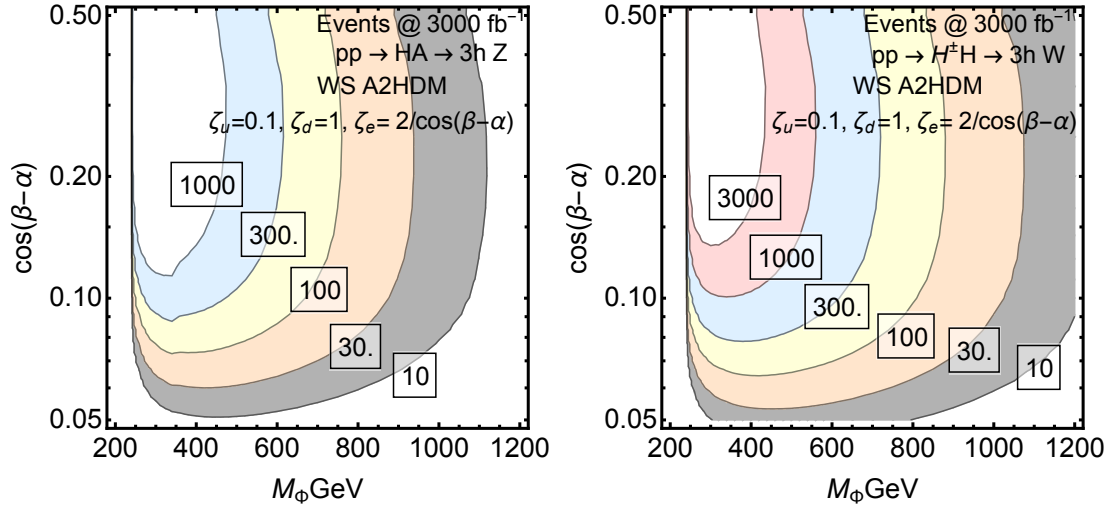 Events @ 3000 fb⁻¹
pp → HA → 3h Z
WS A2HDM
ζu=0.1, ζd=1, ζe= 2/cos(β-α)
1000
300.
100
30.
10
0.50
0.20
0.10
0.05
cos(β-α)
200 400 600 800 1000 1200
MΦGeV
Events @ 3000 fb⁻¹
pp → H±H → 3h W
WS A2HDM
ζu=0.1, ζd=1, ζe= 2/cos(β-α)
3000
1000
300.
100
30.
10
0.50
0.20
0.10
0.05
cos(β-α)
200 400 600 800 1000 1200
MΦGeV